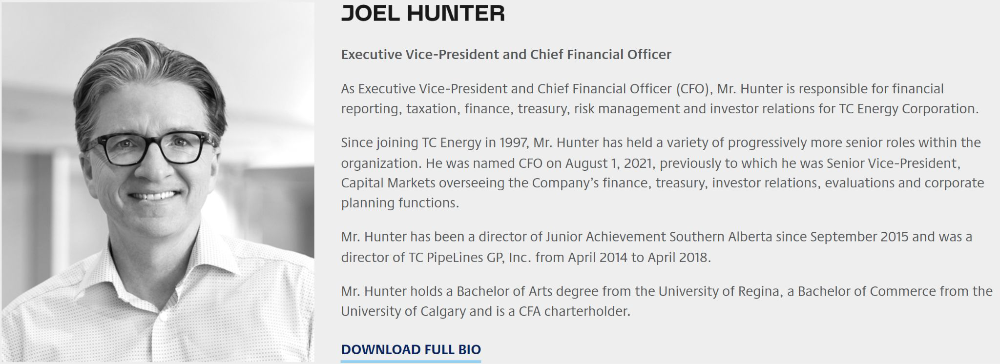 JOEL HUNTER
Executive Vice-President and Chief Financial Officer
As Executive Vice-President and Chief Financial Officer (CFO), Mr. Hunter is responsible for financial
reporting, taxation, finance, treasury, risk management and investor relations for TC Energy Corporation.
Since joining TC Energy in 1997, Mr. Hunter has held a variety of progressively more senior roles within the
organization. He was named CFO on August 1, 2021, previously to which he was Senior Vice-President,
Capital Markets overseeing the Company’s finance, treasury, investor relations, evaluations and corporate
planning functions.
Mr. Hunter has been a director of Junior Achievement Southern Alberta since September 2015 and was a
director of TC PipeLines GP, Inc. from April 2014 to April 2018.
Mr. Hunter holds a Bachelor of Arts degree from the University of Regina, a Bachelor of Commerce from the
University of Calgary and is a CFA charterholder.
DOWNLOAD FULL BIO